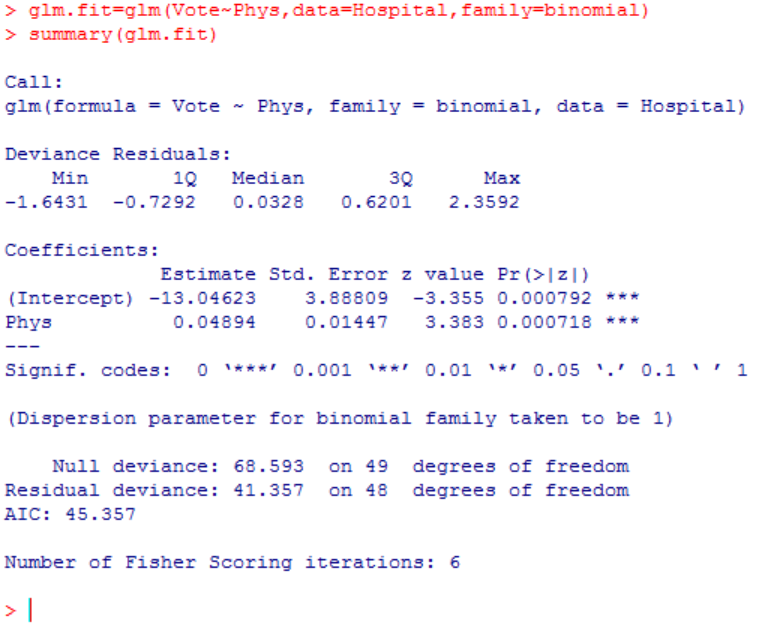 > glm.fit=glm(Vote~Phys,data=Hospital,family=binomial)
> summary(glm.fit)
Call:
glm(formula = Vote ~ Phys, family = binomial, data = Hospital)
Deviance Residuals:
Min 1Q Median 3Q Max
-1.6431 -0.7292 0.0328 0.6201 2.3592
Coefficients:
Estimate Std. Error z value Pr(>|z|)
(Intercept) -13.04623 3.88809 -3.355 0.000792 ***
Phys 0.04894 0.01447 3.383 0.000718 ***
---
Signif. codes: 0 ‘***’ 0.001 ‘**’ 0.01 ‘*’ 0.05 ‘.’ 0.1 ‘ ’ 1
(Dispersion parameter for binomial family taken to be 1)
Null deviance: 68.593 on 49 degrees of freedom
Residual deviance: 41.357 on 48 degrees of freedom
AIC: 45.357
Number of Fisher Scoring iterations: 6
>